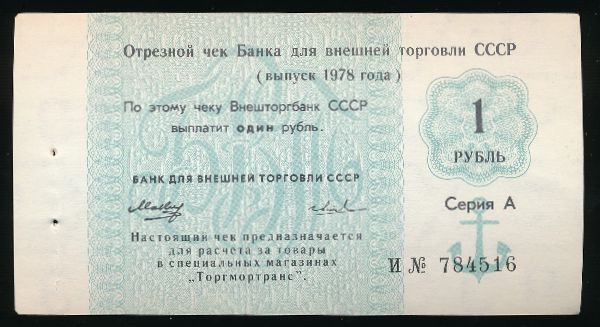 Отрезной чек Банка для внешней торговли СССР
(выпуск 1978 года)
По этому чеку Внешторгбанк СССР
выплатит один рубль.
1
РУБЛЬ
БАНК ДЛЯ ВНЕШНЕЙ ТОРГОВЛИ СССР
Серия А
Настоящий чек предназначается
для расчета за товары
в специальных магазинах
„Торгмортранс".
И № 784516